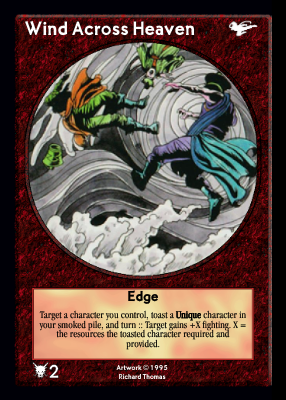 Wind Across Heaven
Edge
Target a character you control, toast a Unique character in
your smoked pile, and turn :: Target gains +X fighting. X =
the resources the toasted character required and
provided.
2
Artwork © 1995
Richard Thomas